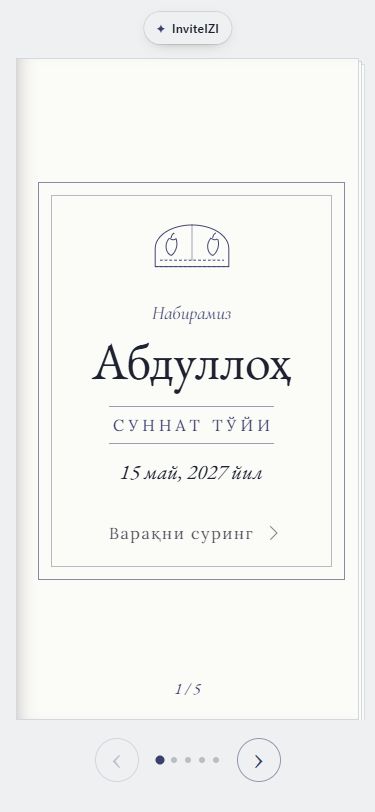 InviteIZI
Набирамиз
Абдуллоҳ
СУННАТ ТЎЙИ
15 май, 2027 йил
Варақни суринг
1 / 5